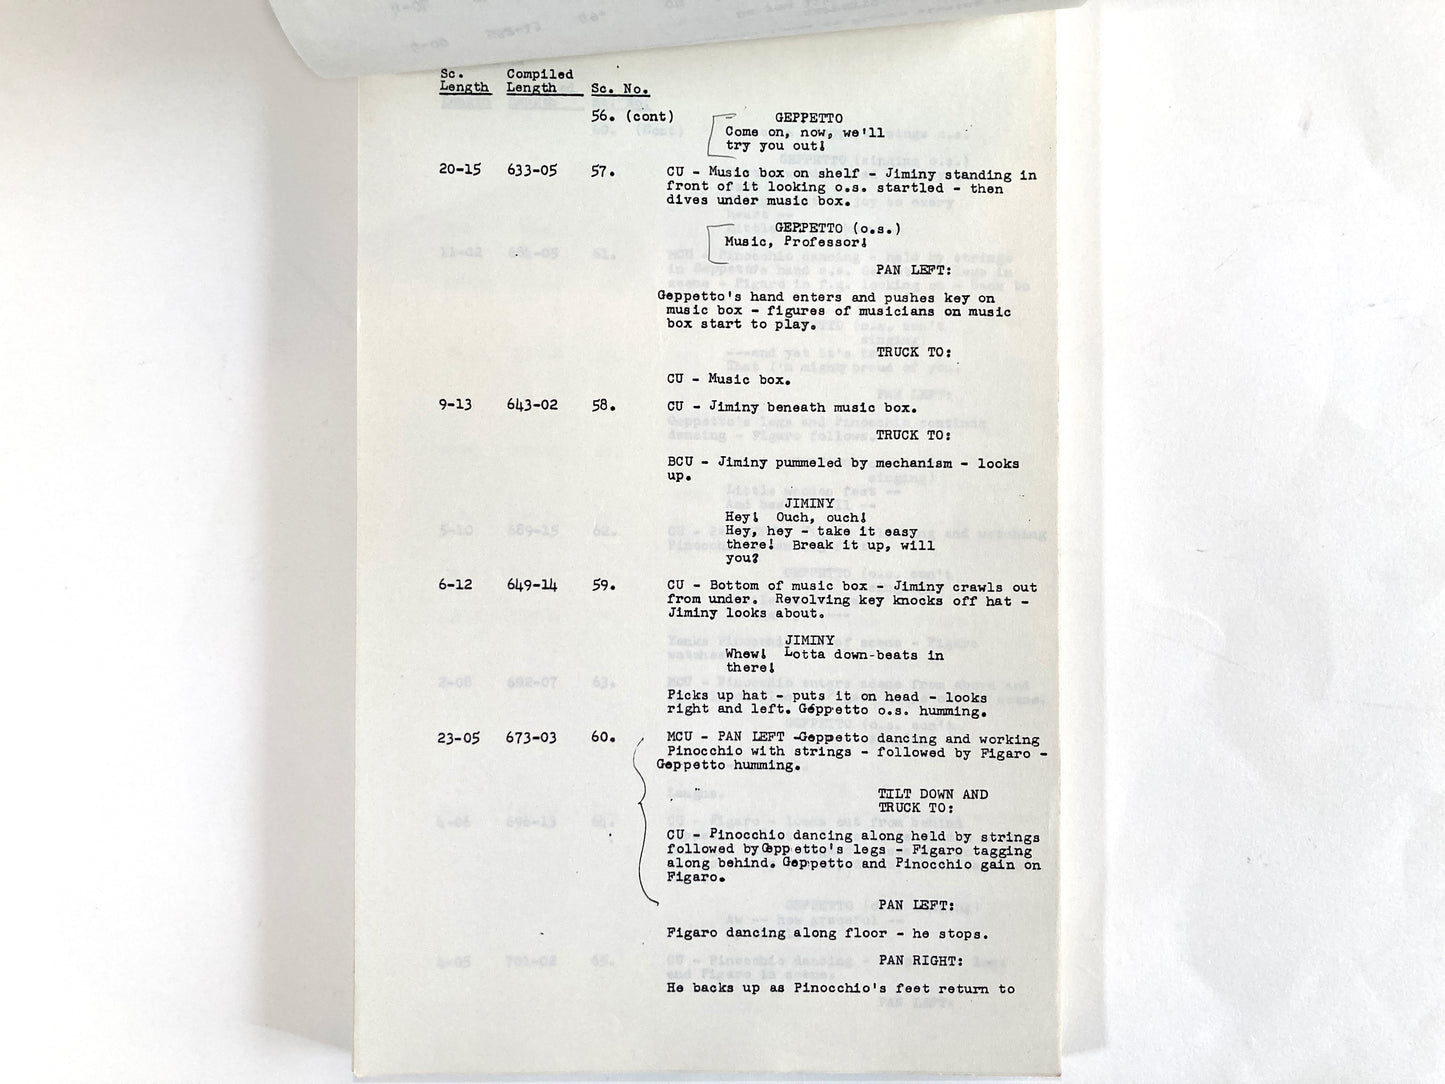 Sc. Compiled
Length Length Sc. No.
56. (cont) GEPPETTO
Come on, now, we'll
try you out!
20-15 633-05 57. CU - Music box on shelf - Jiminy standing in
front of it looking o.s. startled - then
dives under music box.
GEPPETTO (o.s.)
Music, Professor!
PAN LEFT:
Geppetto's hand enters and pushes key on
music box - figures of musicians on music
box start to play.
TRUCK TO:
CU - Music box.
9-13 643-02 58. CU - Jiminy beneath music box.
TRUCK TO:
BCU - Jiminy pummeled by mechanism - looks
up.
JIMINY
Hey! Ouch, ouch!
Hey, hey - take it easy
there! Break it up, will
you?
6-12 649-14 59. CU - Bottom of music box - Jiminy crawls out
from under. Revolving key knocks off hat -
Jiminy looks about.
JIMINY
Whew! Lotta down-beats in
there!
Picks up hat - puts it on head - looks
right and left. Geppetto o.s. humming.
23-05 673-03 60. MCU - PAN LEFT -Geppetto dancing and working
Pinocchio with strings - followed by Figaro -
Geppetto humming.
TILT DOWN AND
TRUCK TO:
CU - Pinocchio dancing along held by strings
followed by Geppetto's legs - Figaro tagging
along behind. Geppetto and Pinocchio gain on
Figaro.
PAN LEFT:
Figaro dancing along floor - he stops.
PAN RIGHT:
He backs up as Pinocchio's feet return to